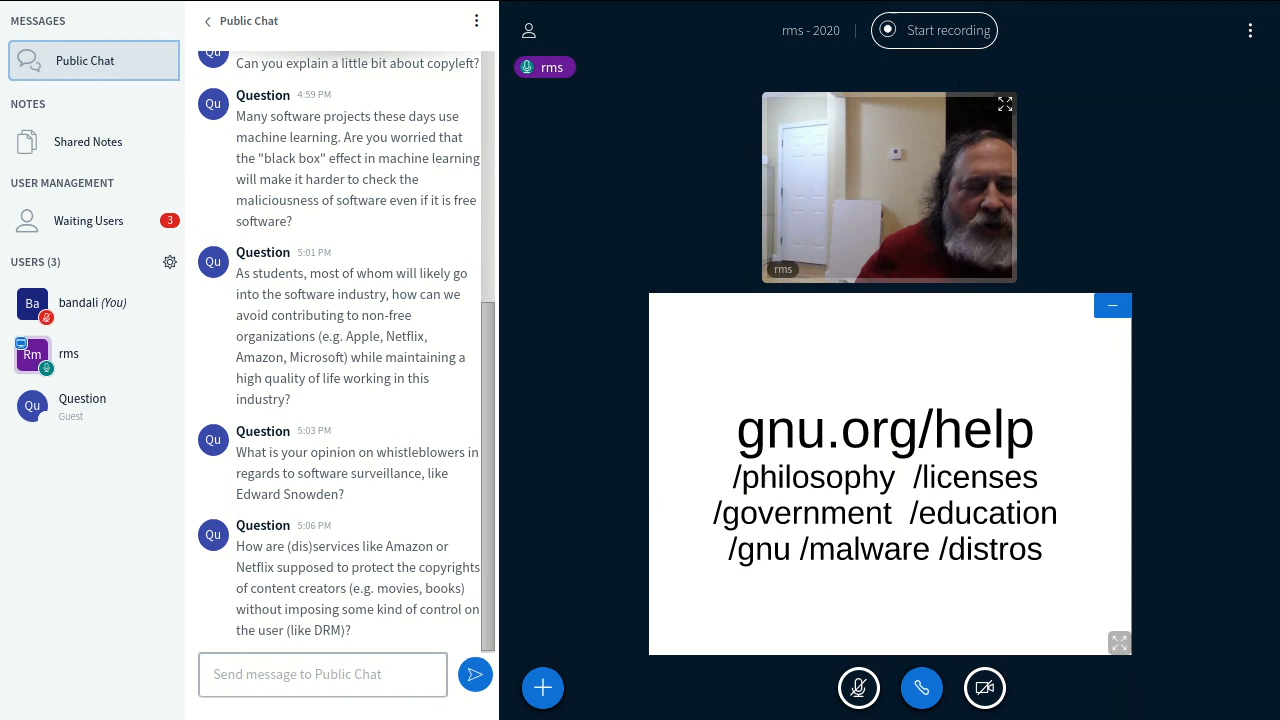 MESSAGES
Public Chat
NOTES
Shared Notes
USER MANAGEMENT
Waiting Users
3
USERS (3)
Ba
bandali (You)
Rm
rms
Qu
Question
Guest
Public Chat
Qu
Can you explain a little bit about copyleft?
Qu
Question 4:59 PM
Many software projects these days use
machine learning. Are you worried that
the "black box" effect in machine learning
will make it harder to check the
maliciousness of software even if it is free
software?
Qu
Question 5:01 PM
As students, most of whom will likely go
into the software industry, how can we
avoid contributing to non-free
organizations (e.g. Apple, Netflix,
Amazon, Microsoft) while maintaining a
high quality of life working in this
industry?
Qu
Question 5:03 PM
What is your opinion on whistleblowers in
regards to software surveillance, like
Edward Snowden?
Qu
Question 5:06 PM
How are (dis)services like Amazon or
Netflix supposed to protect the copyrights
of content creators (e.g. movies, books)
without imposing some kind of control on
the user (like DRM)?
Send message to Public Chat
rms - 2020
Start recording
rms
rms
gnu.org/help
/philosophy /licenses
/government /education
/gnu /malware /distros